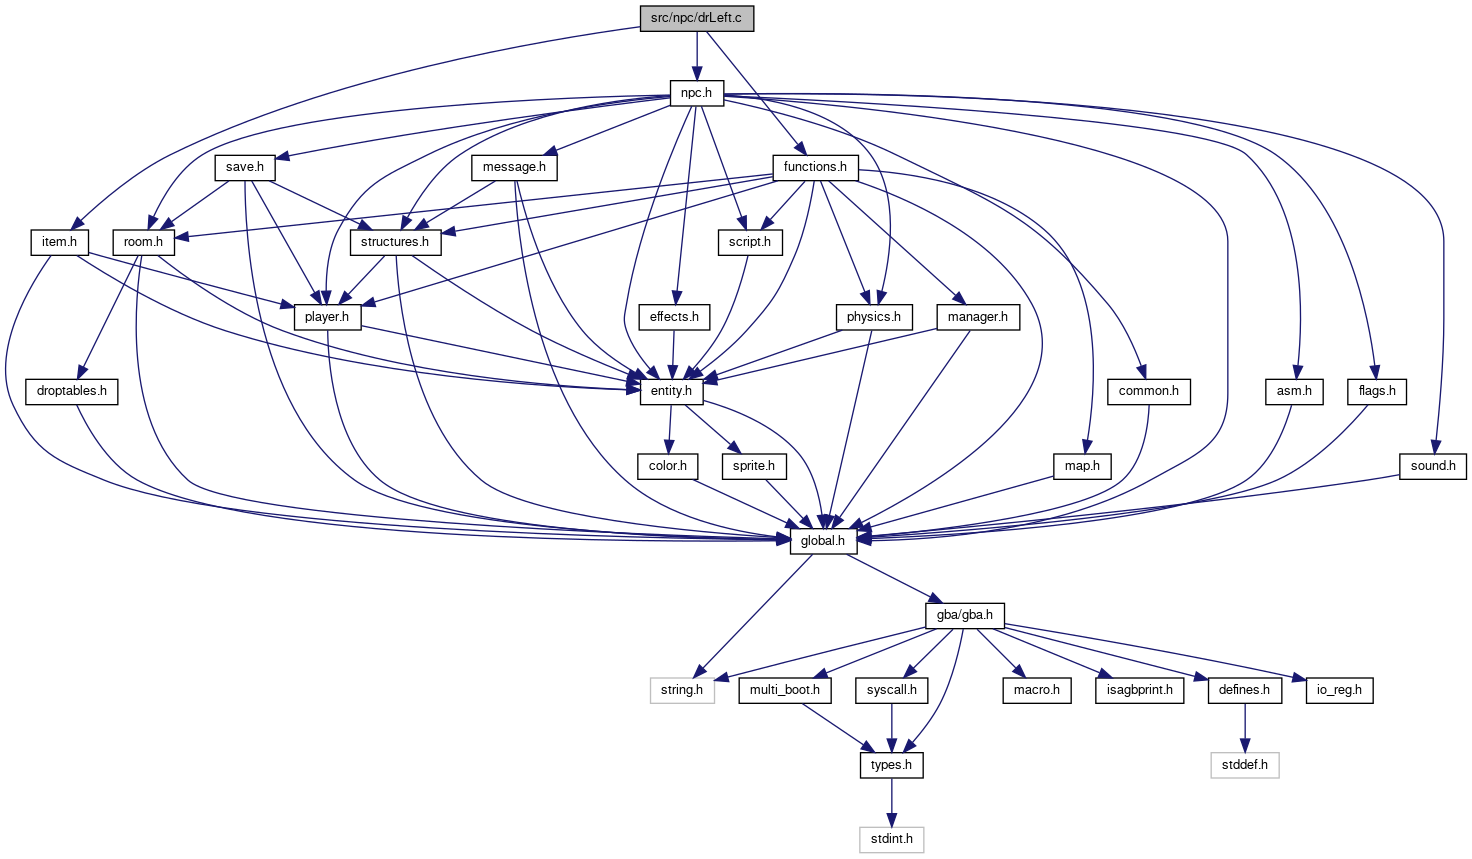 src/npc/drLeft.c
npc.h
save.h
message.h
functions.h
item.h
room.h
structures.h
script.h
player.h
effects.h
physics.h
manager.h
droptables.h
entity.h
common.h
asm.h
flags.h
color.h
sprite.h
map.h
sound.h
global.h
gba/gba.h
string.h
multi_boot.h
syscall.h
macro.h
isagbprint.h
defines.h
io_reg.h
types.h
stddef.h
stdint.h